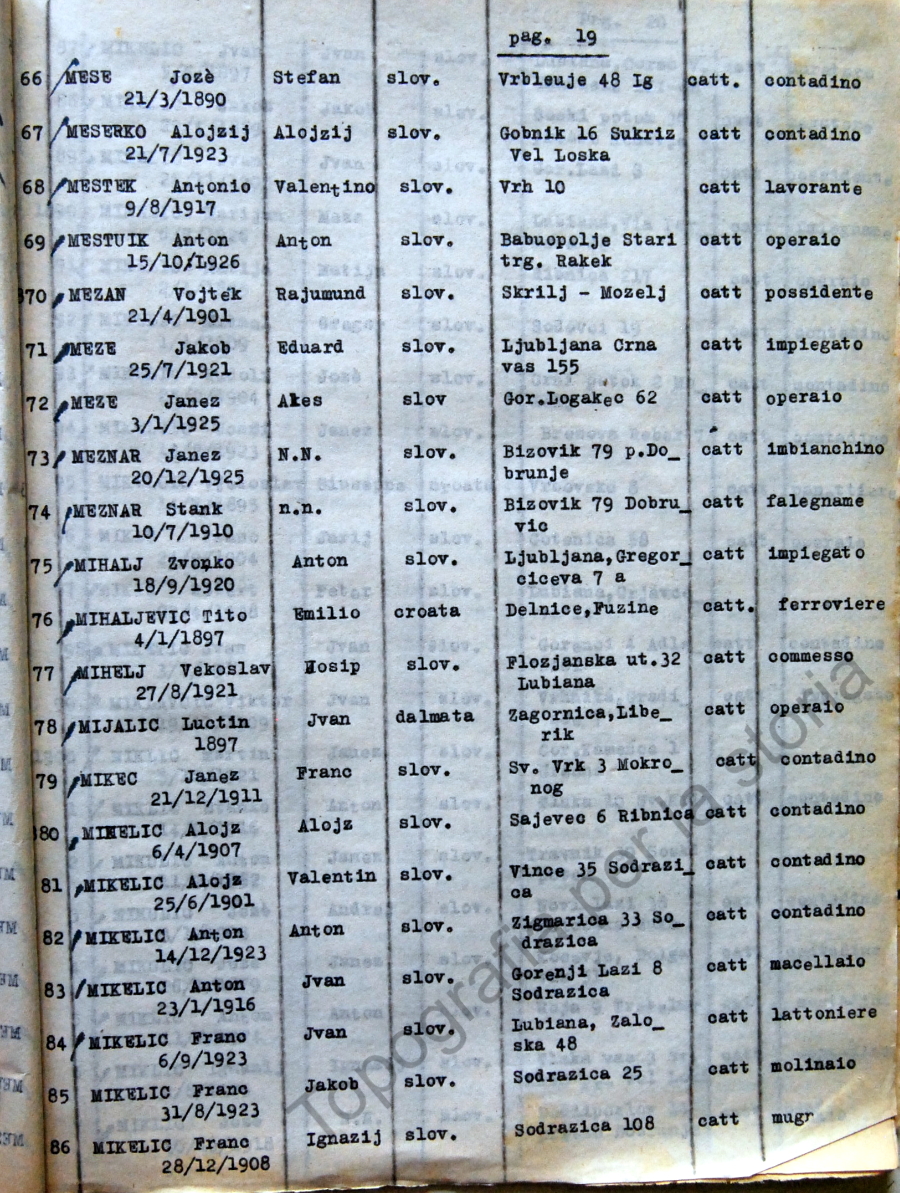 pag. 19
66 MESE Jozè Stefan slov. Vrbleuje 48 Ig catt. contadino
21/3/1890
67 MESERKO Alojzij Alojzij slov. Gobnik 16 Sukriz catt contadino
21/7/1923 Vel Loska
68 MESTEK Antonio Valentino slov. Vrh 10 catt lavorante
9/8/1917
69 MESTUIK Anton Anton slov. Babuopolje Stari catt operaio
15/10/1926 trg. Rakek
370 MEZAN Vojtek Rajumund slov. Skrilj - Mozelj catt possidente
21/4/1901
71 MEZE Jakob Eduard slov. Ljubljana Crna catt impiegato
25/7/1921 vas 155
72 MEZE Janez Akes slov Gor.Logakec 62 catt operaio
3/1/1925
73 MEZNAR Janez N.N. slov. Bizovik 79 p.Do_ catt imbianchino
20/12/1925 brunje
74 MEZNAR Stank n.n. slov. Bizovik 79 Dobru_ catt falegname
10/7/1910 vic
75 MIHALJ Zvonko Anton slov. Ljubljana,Gregor_ catt impiegato
18/9/1920 ciceva 7 a
76 MIHALJEVIC Tito Emilio croata Delnice,Fuzine catt. ferroviere
4/1/1897
77 MIHELJ Vekoslav Hosip slov. Flozjanska ut.32 catt commesso
27/8/1921 Lubiana
78 MIJALIC Luctin Jvan dalmata Zagornica,Libe_ catt operaio
1897 rik
79 MIKEC Janez Franc slov. Sv. Vrk 3 Mokro_ catt contadino
21/12/1911 nog
380 MIKELIC Alojz Alojz slov. Sajevec 6 Ribnica catt contadino
6/4/1907
81 MIKELIC Alojz Valentin slov. Vince 35 Sodrazi_ catt contadino
25/6/1901 ca
82 MIKELIC Anton Anton slov. Zigmarica 33 So_ catt contadino
14/12/1923 drazica
83 MIKELIC Anton Jvan slov. Gorenji Lazi 8 catt macellaio
23/1/1916 Sodrazica
84 MIKELIC Franc Jvan slov. Lubiana, Zalo_ catt lattoniere
6/9/1923 ska 48
85 MIKELIC Franc Jakob slov. Sodrazica 25 catt molinaio
31/8/1923
86 MIKELIC Franc Ignazij slov. Sodrazica 108 catt mugr
28/12/1908
Topografia por la storia